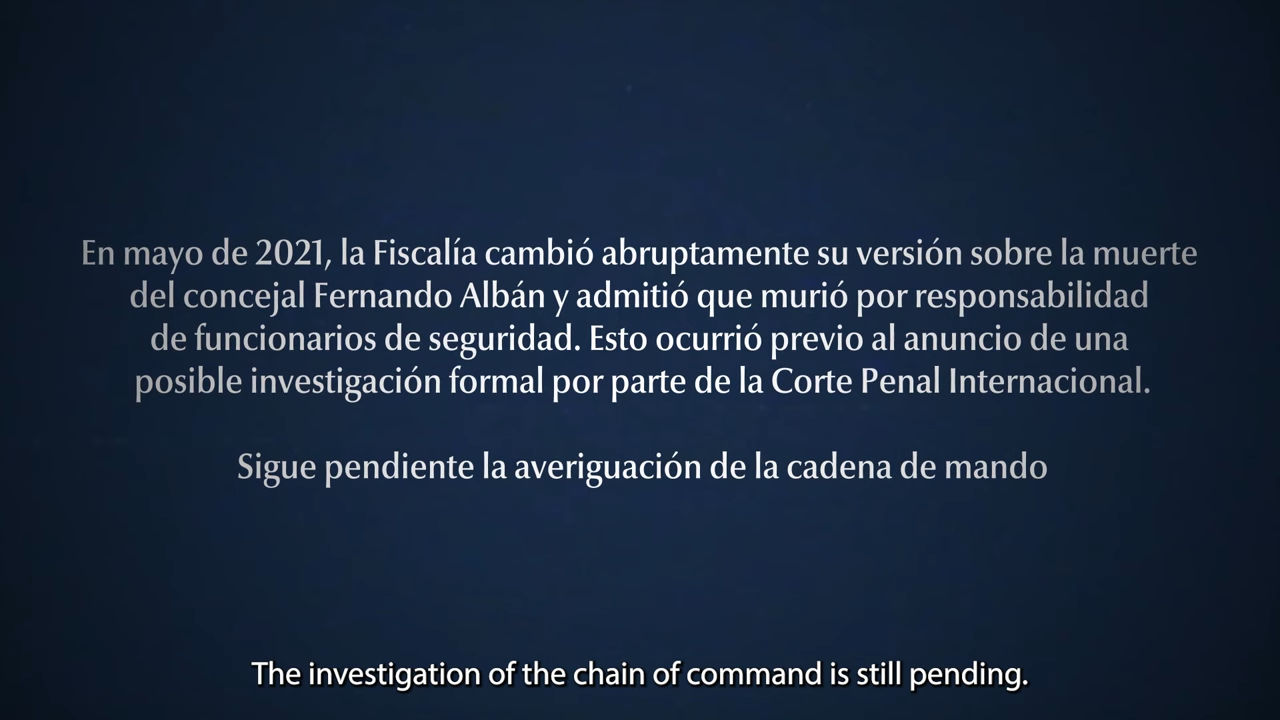 En mayo de 2021, la Fiscalía cambió abruptamente su versión sobre la muerte
del concejal Fernando Albán y admitió que murió por responsabilidad
de funcionarios de seguridad. Esto ocurrió previo al anuncio de una
posible investigación formal por parte de la Corte Penal Internacional.
Sigue pendiente la averiguación de la cadena de mando
The investigation of the chain of command is still pending.